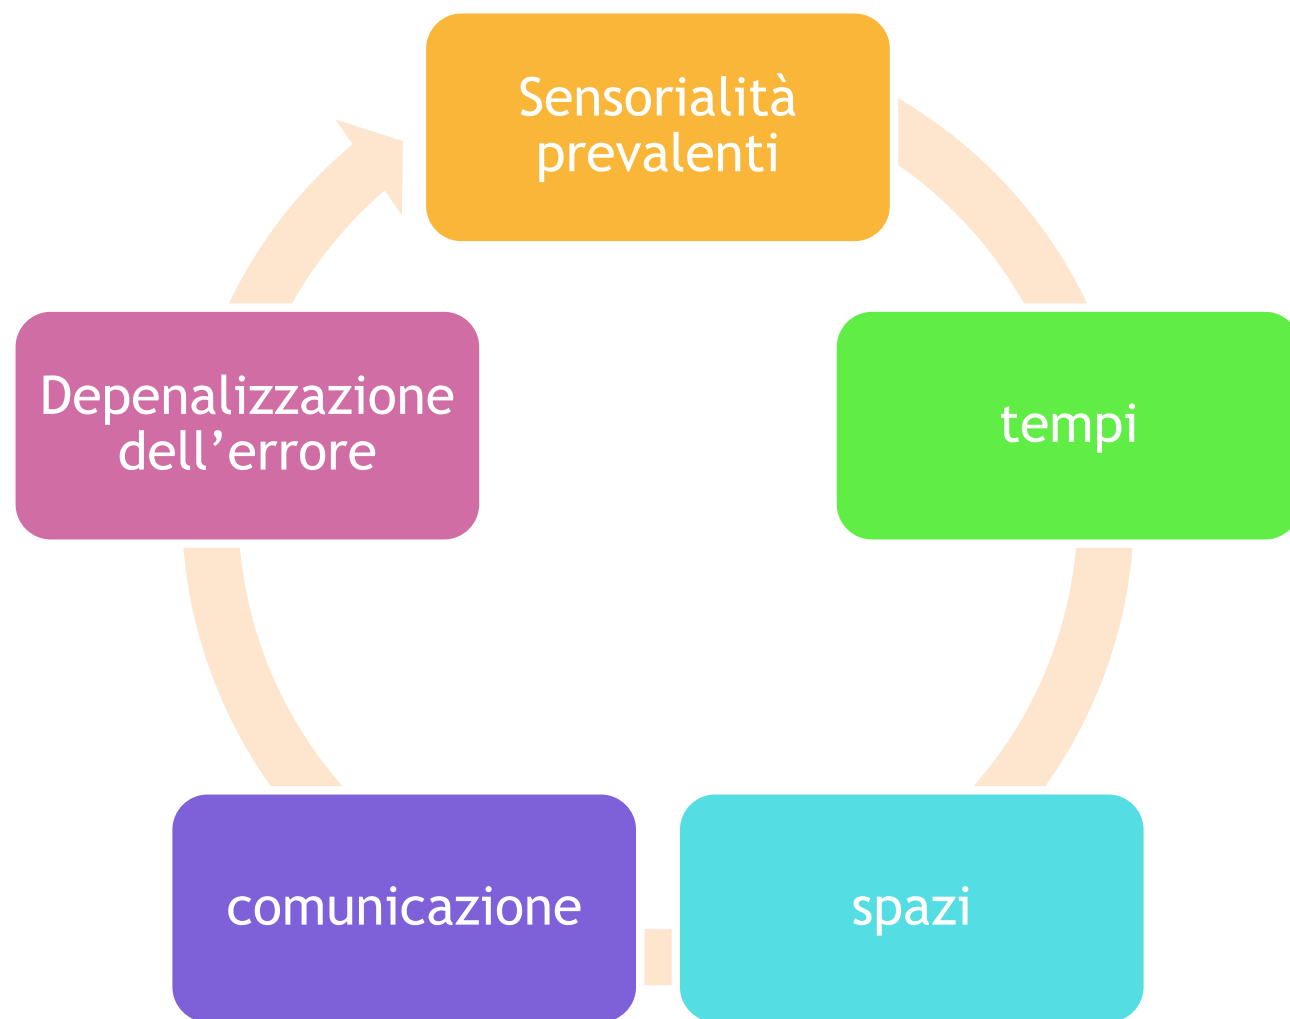 Sensorialità
prevalenti
tempi
spazi
comunicazione
Depenalizzazione
dell’errore